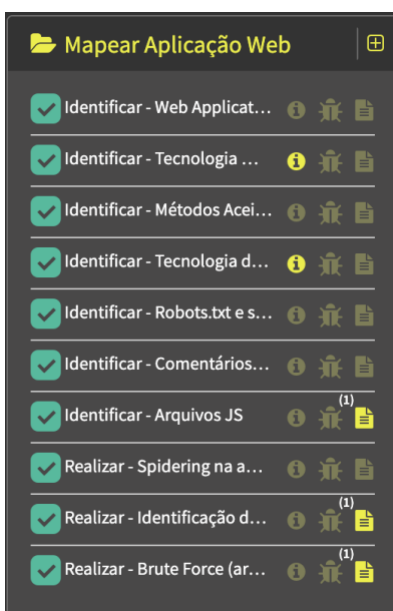 Mapear Aplicação Web
Identificar - Web Applicat...
Identificar - Tecnologia ...
Identificar - Métodos Acei...
Identificar - Tecnologia d...
Identificar - Robots.txt e s...
Identificar - Comentários...
Identificar - Arquivos JS (1)
Realizar - Spidering na a...
Realizar - Identificação d... (1)
Realizar - Brute Force (ar... (1)